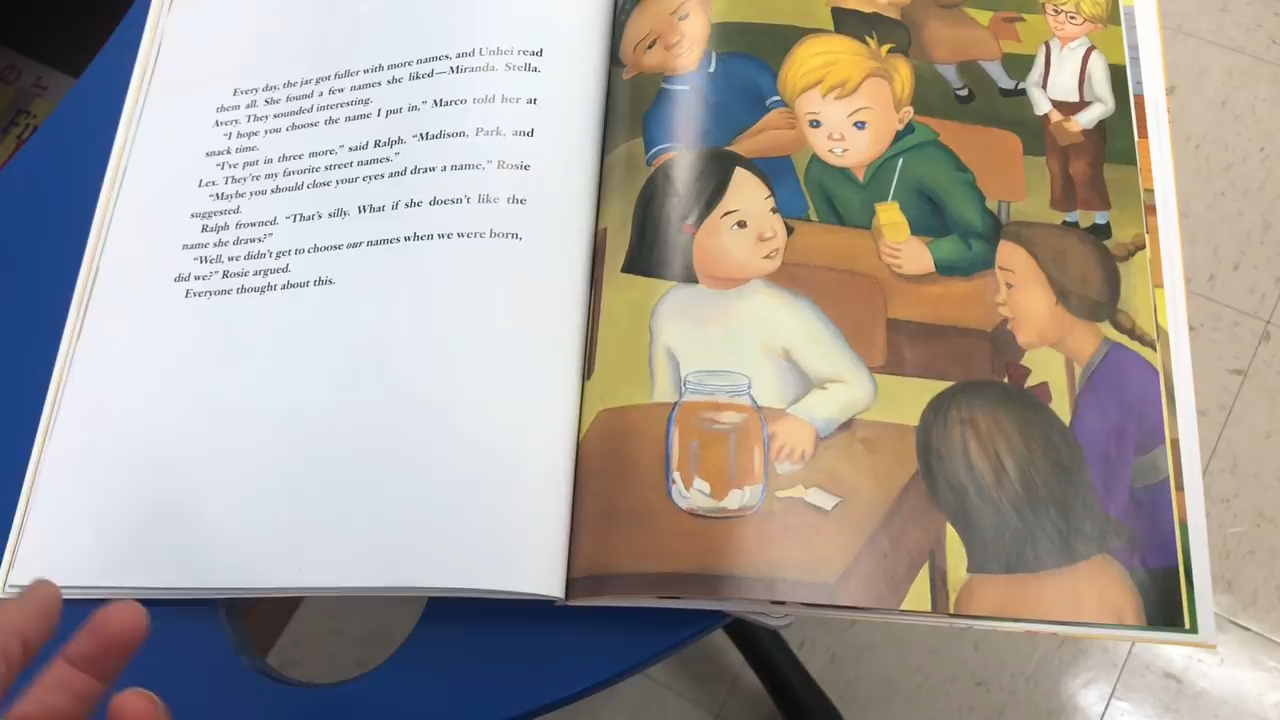 Every day, the jar got fuller with more names, and Unhei read
them all. She found a few names she liked—Miranda. Stella.
Avery. They sounded interesting.
"I hope you choose the name I put in," Marco told her at
snack time.
"I've put in three more," said Ralph. "Madison, Park, and
Lex. They're my favorite street names."
"Maybe you should close your eyes and draw a name," Rosie
suggested.
Ralph frowned. "That's silly. What if she doesn't like the
name she draws?"
"Well, we didn't get to choose our names when we were born,
did we?" Rosie argued.
Everyone thought about this.